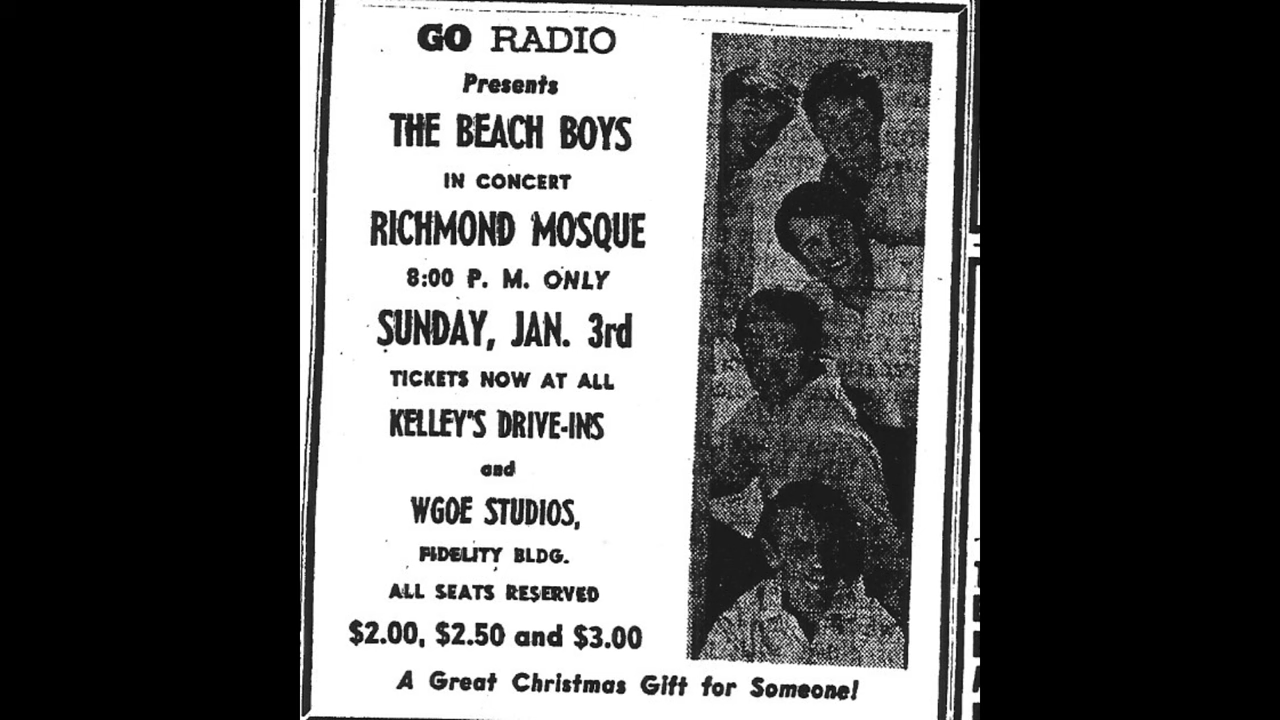 GO RADIO
Presents
THE BEACH BOYS
IN CONCERT
RICHMOND MOSQUE
8:00 P. M. ONLY
SUNDAY, JAN. 3rd
TICKETS NOW AT ALL
KELLEY'S DRIVE-INS
and
WGOE STUDIOS,
FIDELITY BLDG.
ALL SEATS RESERVED
$2.00, $2.50 and $3.00
A Great Christmas Gift for Someone!